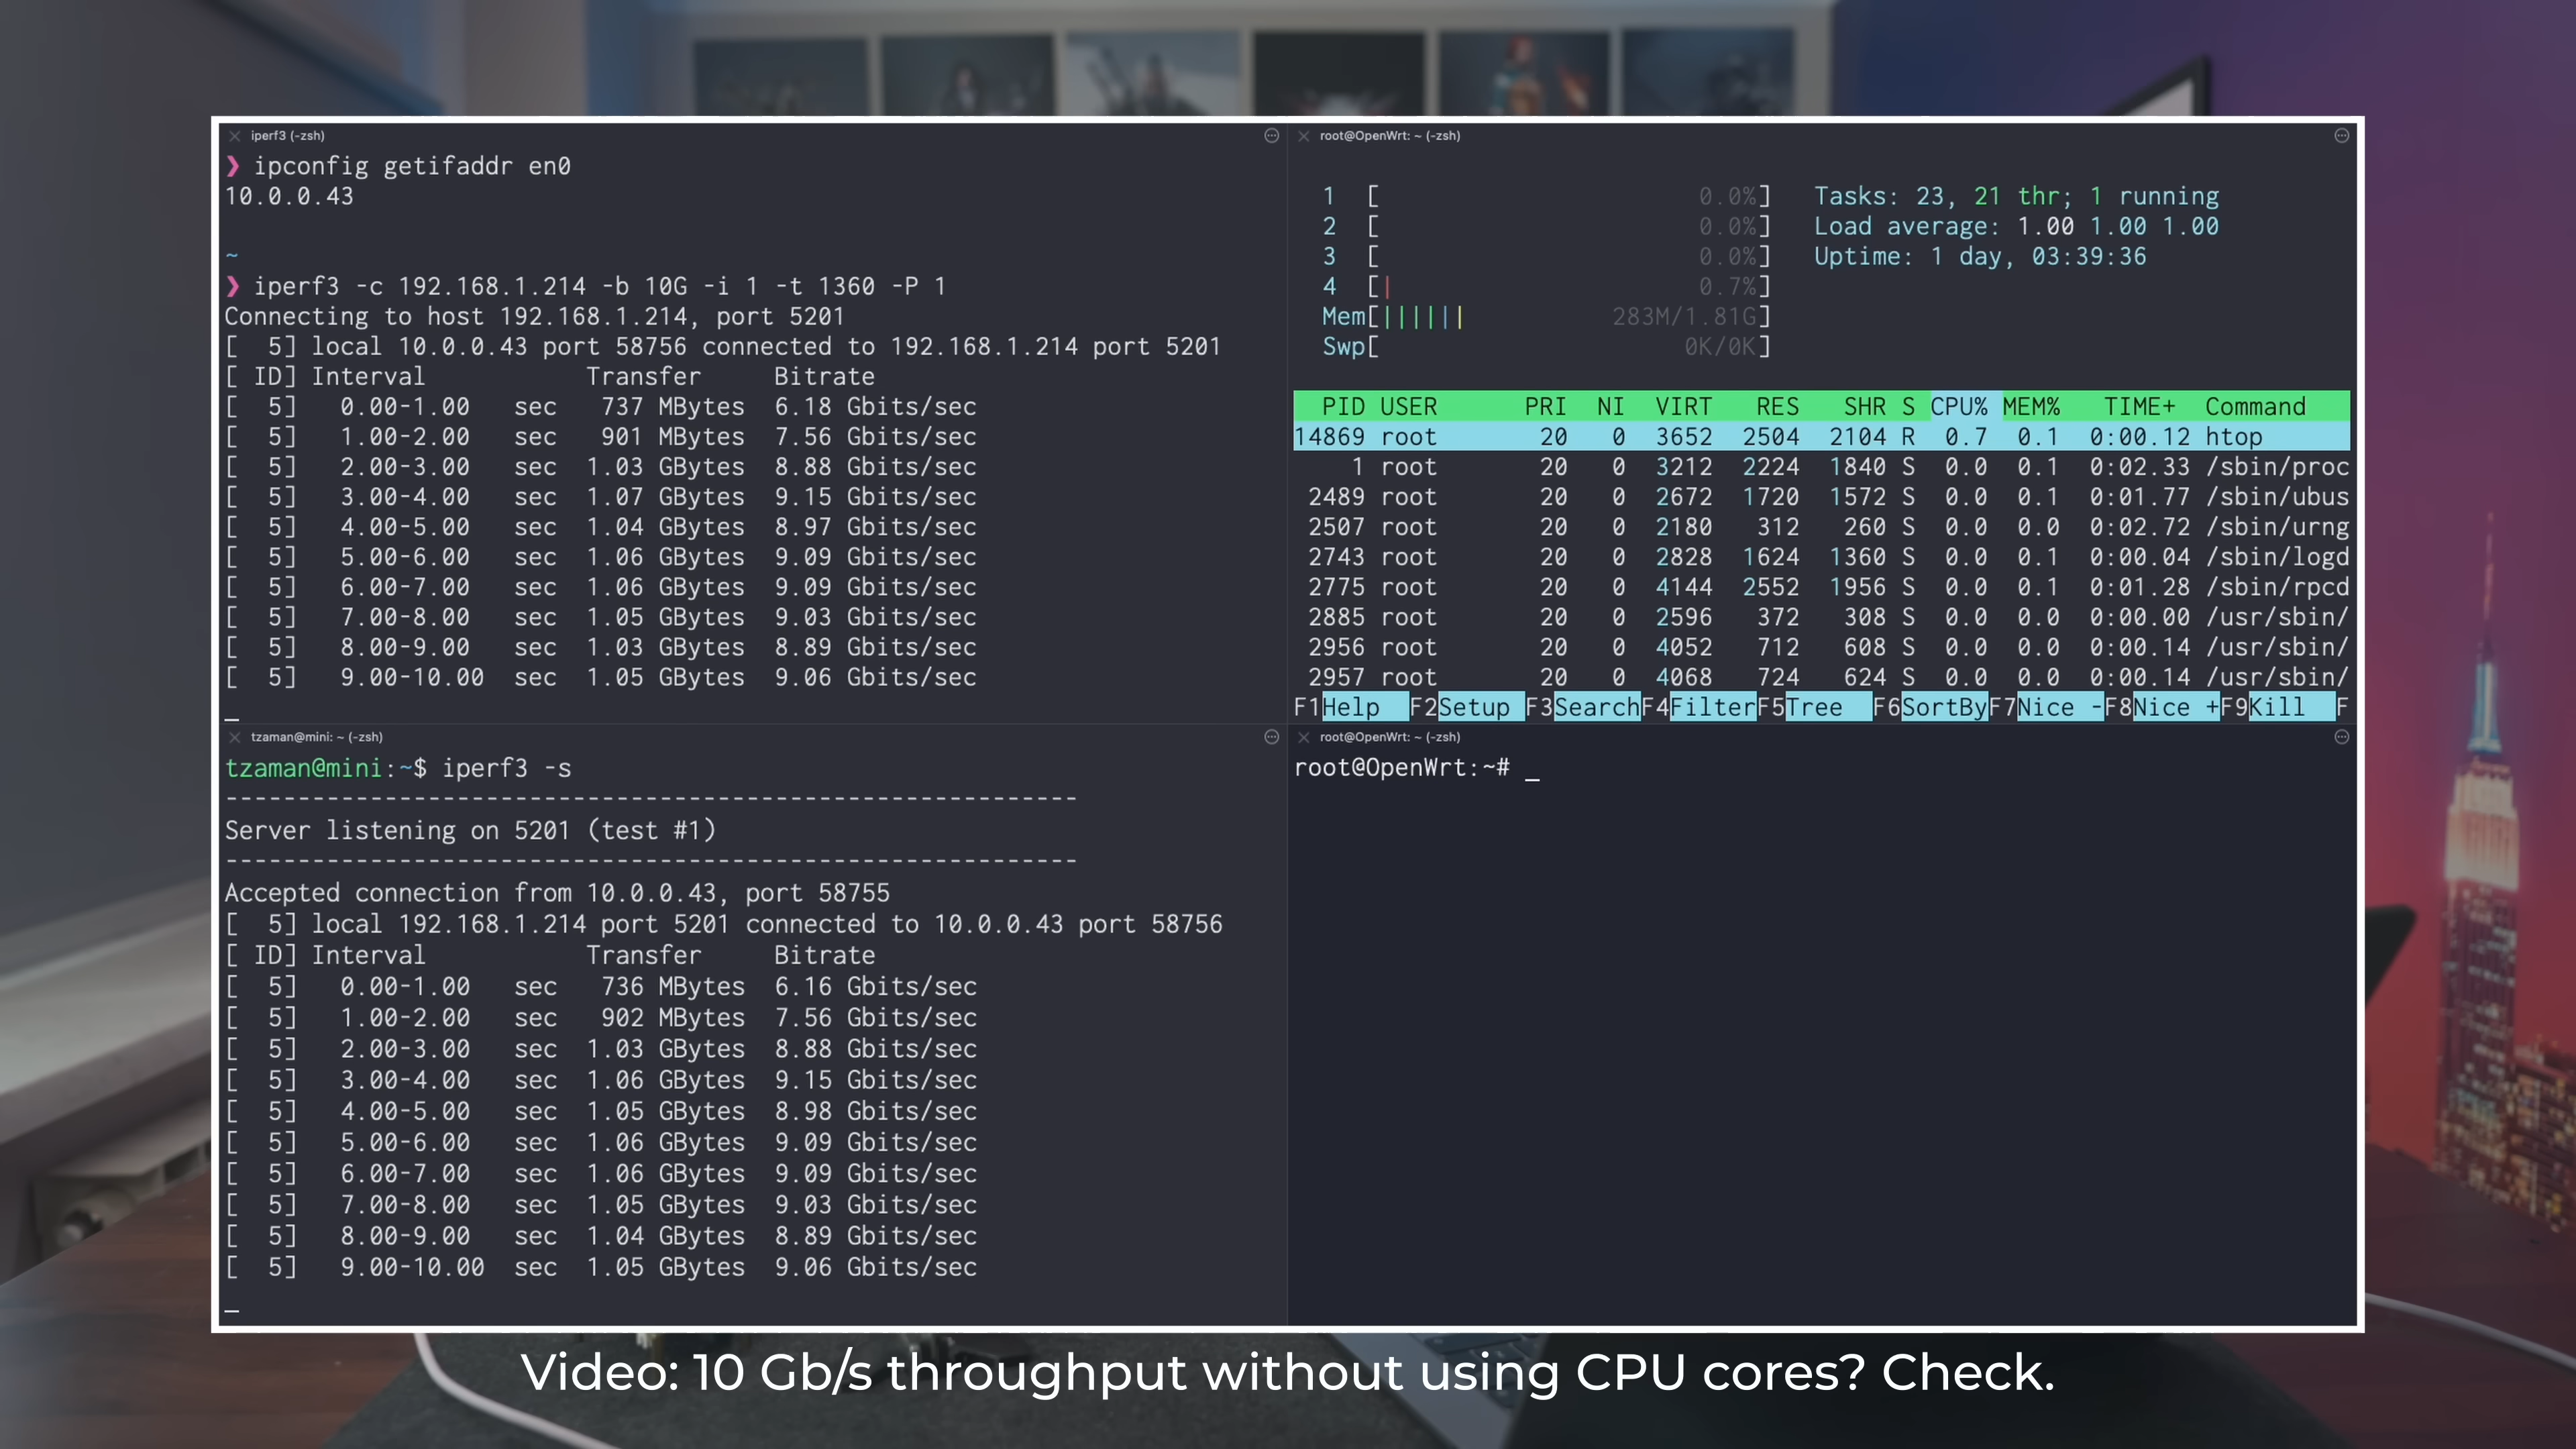 iperf3 (-zsh)
❯ ipconfig getifaddr en0
10.0.0.43
~
❯ iperf3 -c 192.168.1.214 -b 10G -i 1 -t 1360 -P 1
Connecting to host 192.168.1.214, port 5201
[  5] local 10.0.0.43 port 58756 connected to 192.168.1.214 port 5201
[ ID] Interval Transfer Bitrate
[  5] 0.00-1.00 sec 737 MBytes 6.18 Gbits/sec
[  5] 1.00-2.00 sec 901 MBytes 7.56 Gbits/sec
[  5] 2.00-3.00 sec 1.03 GBytes 8.88 Gbits/sec
[  5] 3.00-4.00 sec 1.07 GBytes 9.15 Gbits/sec
[  5] 4.00-5.00 sec 1.04 GBytes 8.97 Gbits/sec
[  5] 5.00-6.00 sec 1.06 GBytes 9.09 Gbits/sec
[  5] 6.00-7.00 sec 1.06 GBytes 9.09 Gbits/sec
[  5] 7.00-8.00 sec 1.05 GBytes 9.03 Gbits/sec
[  5] 8.00-9.00 sec 1.03 GBytes 8.89 Gbits/sec
[  5] 9.00-10.00 sec 1.05 GBytes 9.06 Gbits/sec
_
root@OpenWrt: ~ (-zsh)
1 [ 0.0%] Tasks: 23, 21 thr; 1 running
2 [ 0.0%] Load average: 1.00 1.00 1.00
3 [ 0.0%] Uptime: 1 day, 03:39:36
4 [| 0.7%]
Mem[|||||| 283M/1.81G]
Swp[ 0K/0K]
PID USER PRI NI VIRT RES SHR S CPU% MEM% TIME+ Command
14869 root 20 0 3652 2504 2104 R 0.7 0.1 0:00.12 htop
1 root 20 0 3212 2224 1840 S 0.0 0.1 0:02.33 /sbin/proc
2489 root 20 0 2672 1720 1572 S 0.0 0.1 0:01.77 /sbin/ubus
2507 root 20 0 2180 312 260 S 0.0 0.0 0:02.72 /sbin/urng
2743 root 20 0 2828 1624 1360 S 0.0 0.1 0:00.04 /sbin/logd
2775 root 20 0 4144 2552 1956 S 0.0 0.1 0:01.28 /sbin/rpcd
2885 root 20 0 2596 372 308 S 0.0 0.0 0:00.00 /usr/sbin/
2956 root 20 0 4052 712 608 S 0.0 0.0 0:00.14 /usr/sbin/
2957 root 20 0 4068 724 624 S 0.0 0.0 0:00.14 /usr/sbin/
F1Help F2Setup F3SearchF4FilterF5Tree F6SortByF7Nice -F8Nice +F9Kill F
tzaman@mini: ~ (-zsh)
tzaman@mini:~$ iperf3 -s
-----------------------------------------------------------
Server listening on 5201 (test #1)
-----------------------------------------------------------
Accepted connection from 10.0.0.43, port 58755
[  5] local 192.168.1.214 port 5201 connected to 10.0.0.43 port 58756
[ ID] Interval Transfer Bitrate
[  5] 0.00-1.00 sec 736 MBytes 6.16 Gbits/sec
[  5] 1.00-2.00 sec 902 MBytes 7.56 Gbits/sec
[  5] 2.00-3.00 sec 1.03 GBytes 8.88 Gbits/sec
[  5] 3.00-4.00 sec 1.06 GBytes 9.15 Gbits/sec
[  5] 4.00-5.00 sec 1.05 GBytes 8.98 Gbits/sec
[  5] 5.00-6.00 sec 1.06 GBytes 9.09 Gbits/sec
[  5] 6.00-7.00 sec 1.06 GBytes 9.09 Gbits/sec
[  5] 7.00-8.00 sec 1.05 GBytes 9.03 Gbits/sec
[  5] 8.00-9.00 sec 1.04 GBytes 8.89 Gbits/sec
[  5] 9.00-10.00 sec 1.05 GBytes 9.06 Gbits/sec
_
root@OpenWrt: ~ (-zsh)
root@OpenWrt:~# _
Video: 10 Gb/s throughput without using CPU cores? Check.